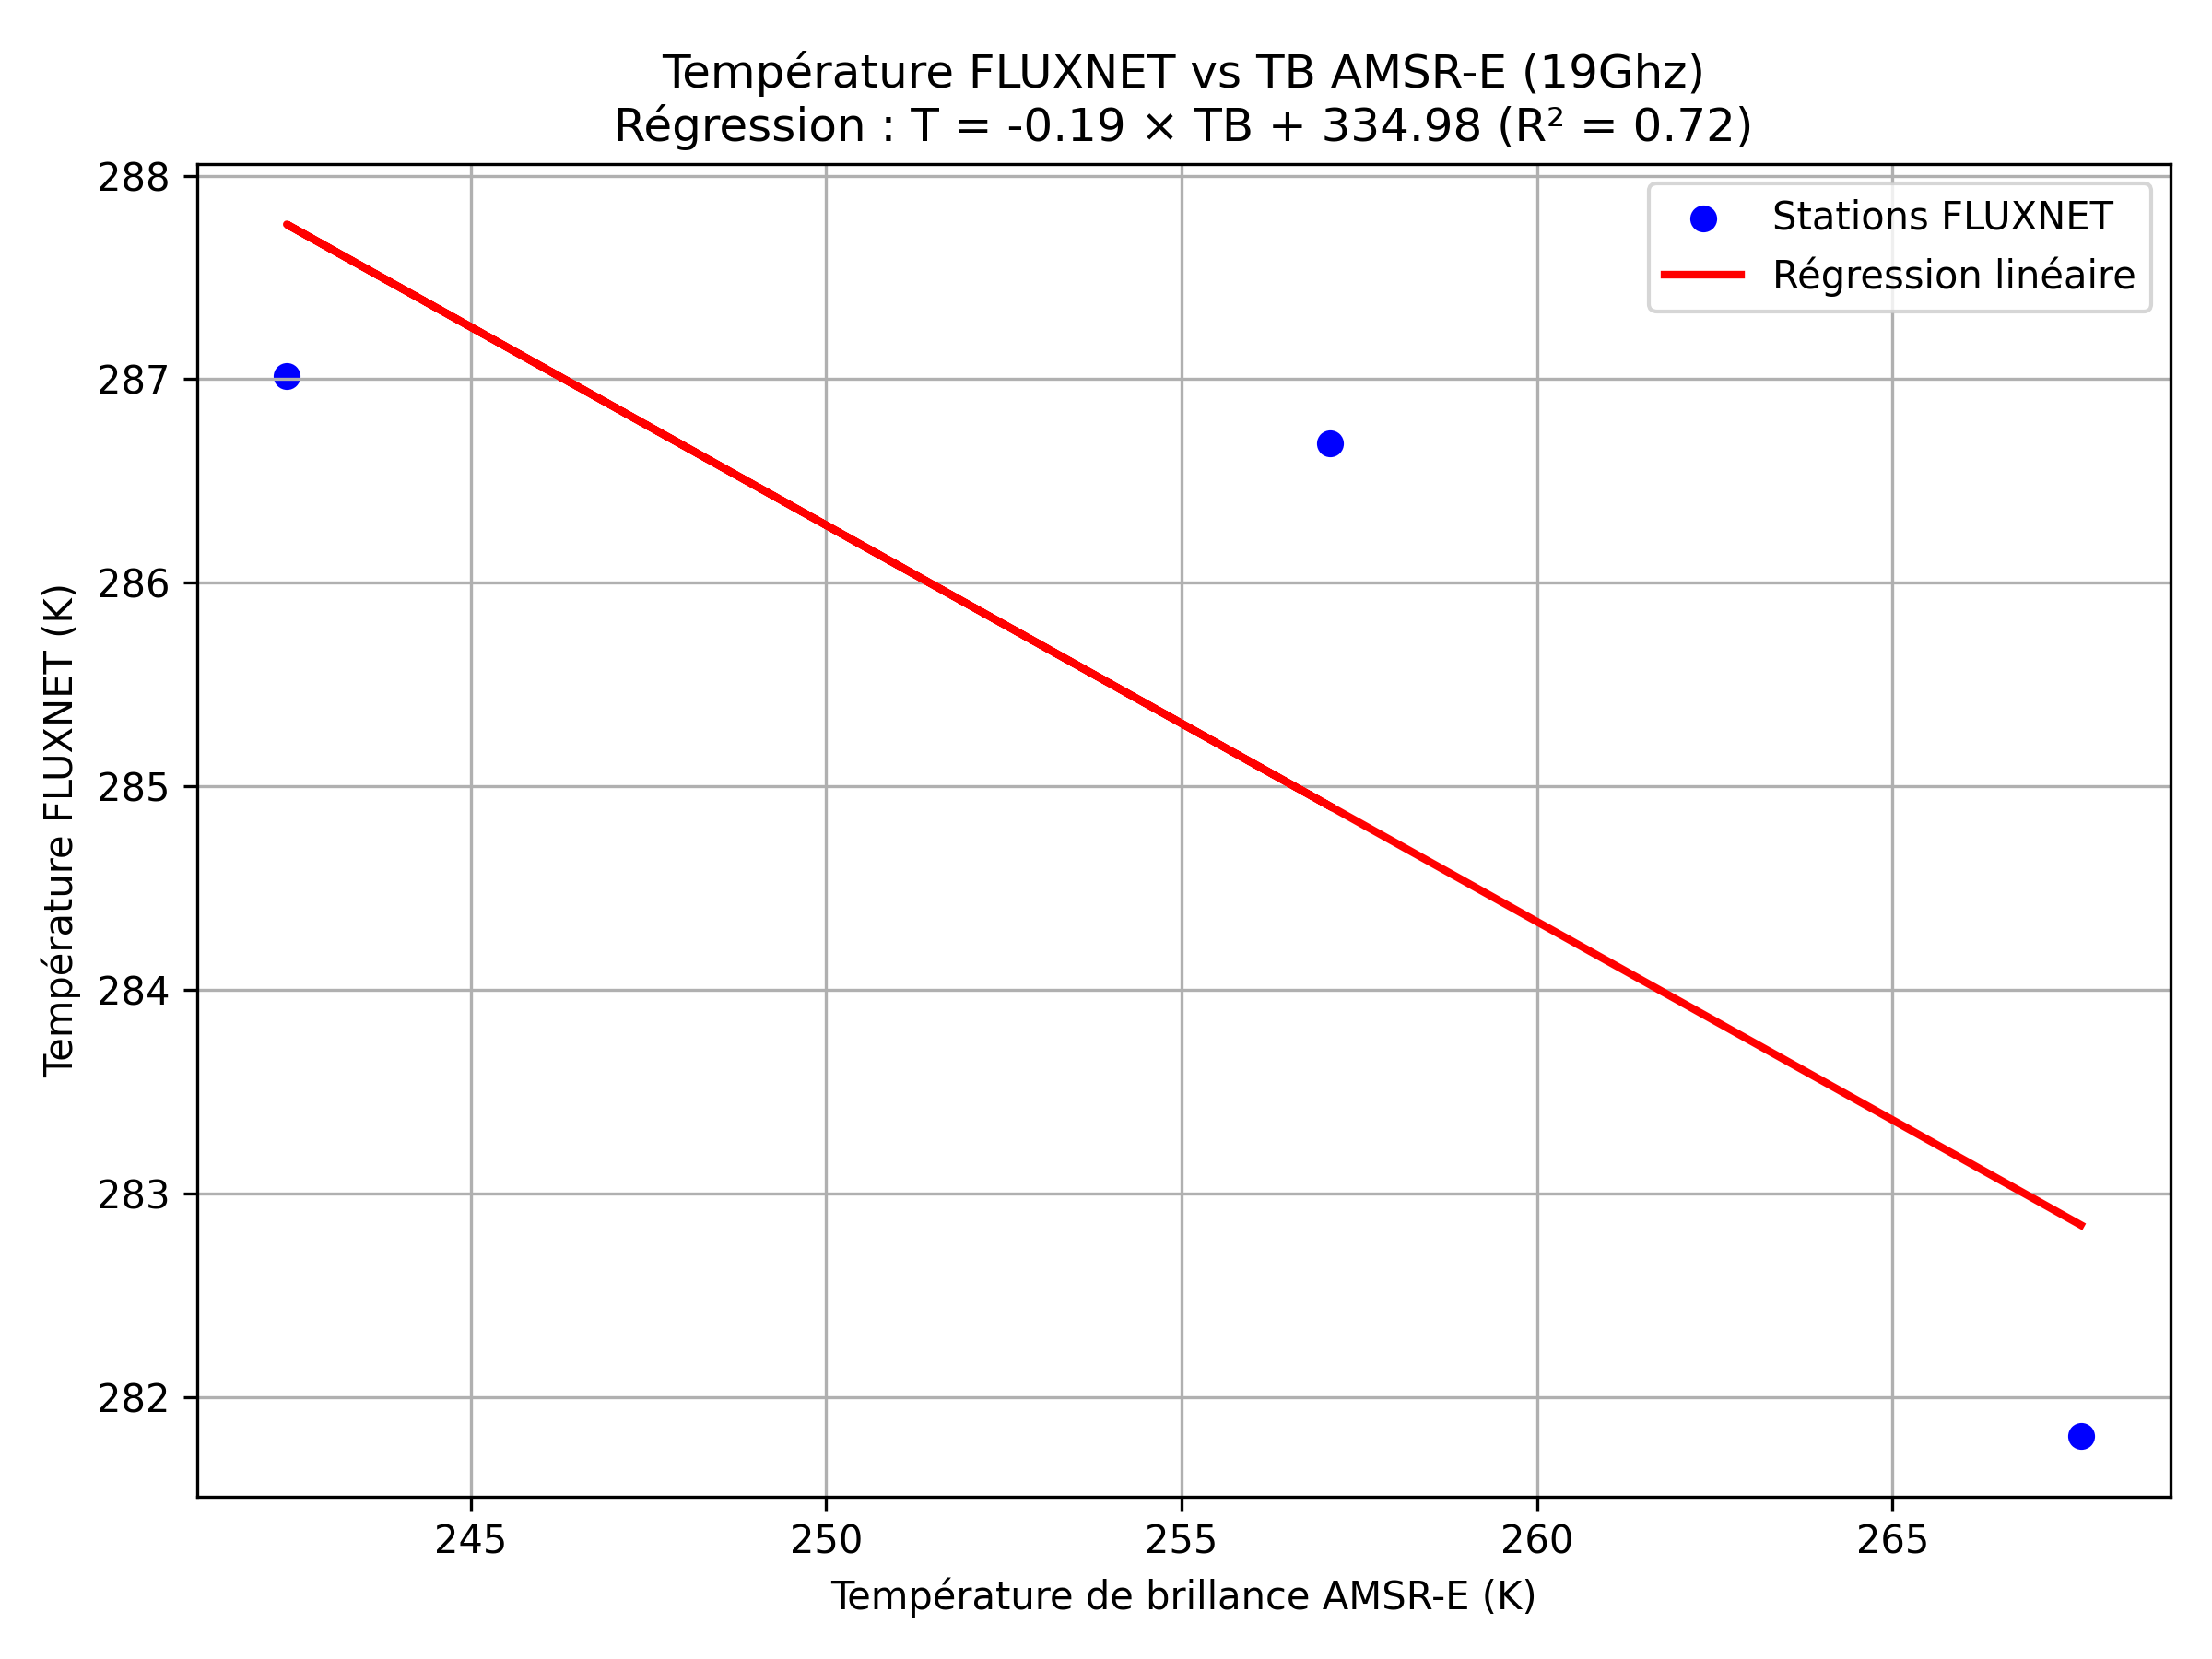 Température FLUXNET vs TB AMSR-E (19Ghz)
Régression : T = -0.19 × TB + 334.98 (R² = 0.72)
Stations FLUXNET
Régression linéaire
288
287
286
285
284
283
282
Température FLUXNET (K)
245 250 255 260 265
Température de brillance AMSR-E (K)